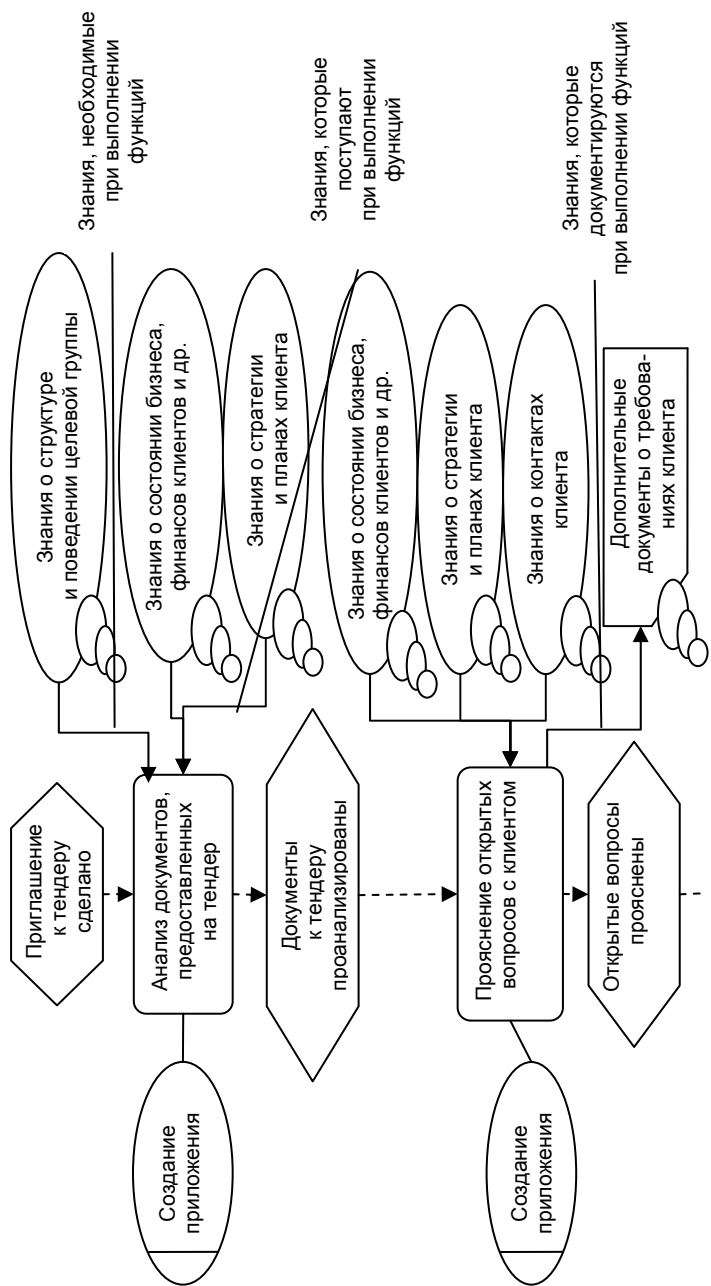 Приглашение
к тендеру
сделано
Знания о структуре
и поведении целевой группы
Знания, необходимые
при выполнении
функций
Создание
приложения
Анализ документов,
предоставленных
на тендер
Знания о состоянии бизнеса,
финансов клиентов и др.
Знания о стратегии
и планах клиента
Документы
к тендеру
проанализированы
Знания, которые
поступают
при выполнении
функций
Знания о состоянии бизнеса,
финансов клиентов и др.
Создание
приложения
Прояснение открытых
вопросов с клиентом
Знания о стратегии
и планах клиента
Знания о контактах
клиента
Знания, которые
документируются
при выполнении функций
Открытые вопросы
прояснены
Дополнительные
документы о требова-
ниях клиента